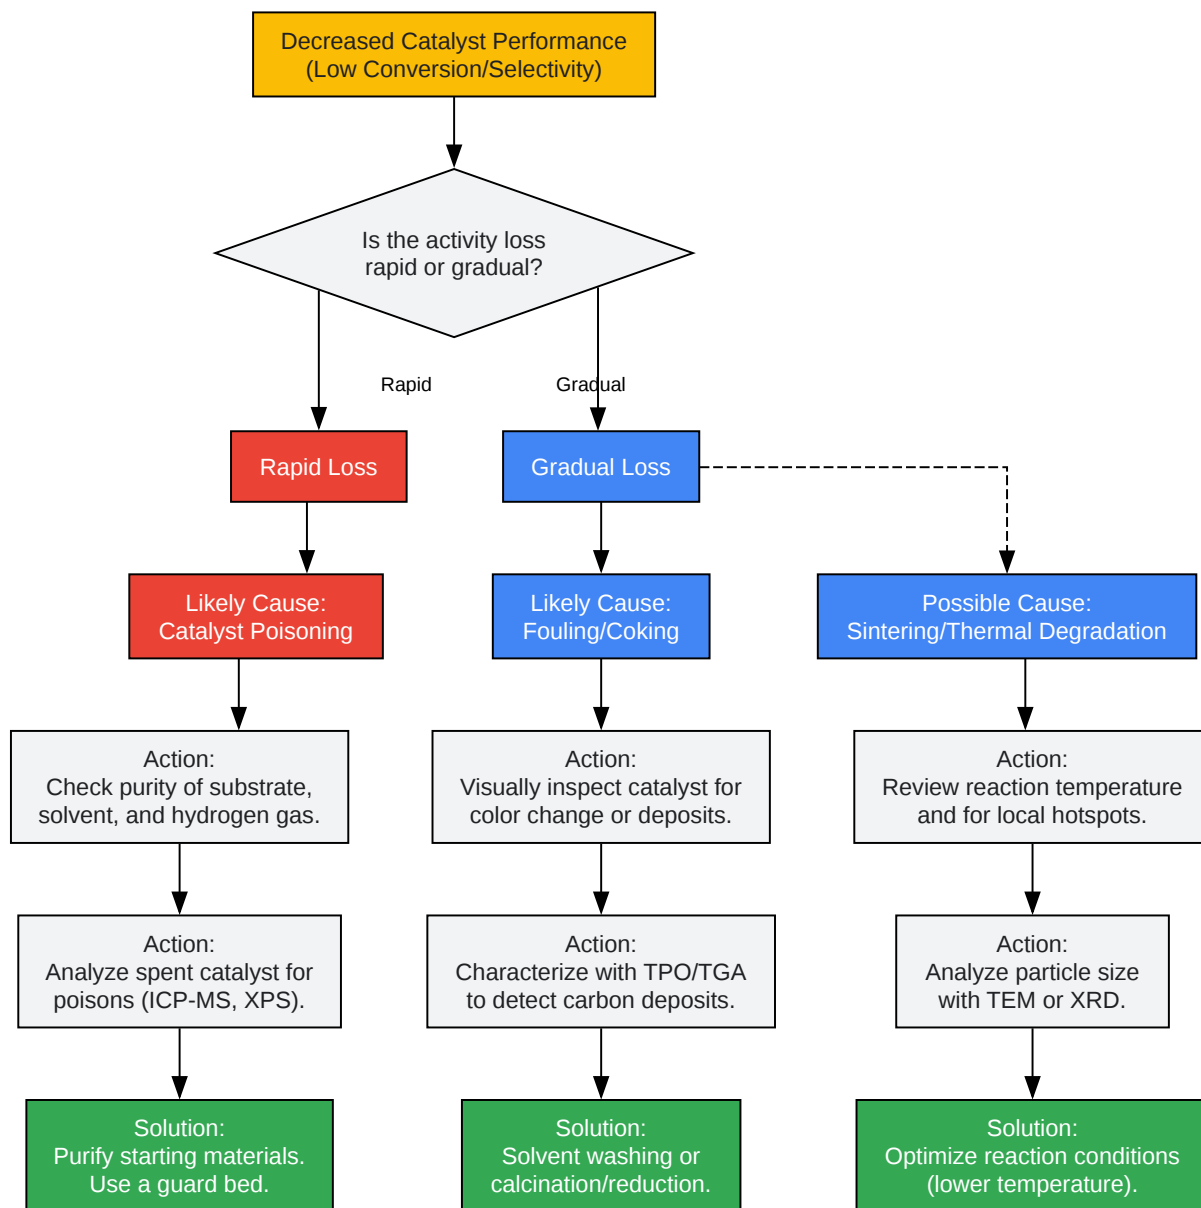 Decreased Catalyst Performance
(Low Conversion/Selectivity)
Is the activity loss
rapid or gradual?
Rapid
Gradual
Rapid Loss
Gradual Loss
Likely Cause:
Catalyst Poisoning
Likely Cause:
Fouling/Coking
Possible Cause:
Sintering/Thermal Degradation
Action:
Check purity of substrate,
solvent, and hydrogen gas.
Action:
Visually inspect catalyst for
color change or deposits.
Action:
Review reaction temperature
and for local hotspots.
Action:
Analyze spent catalyst for
poisons (ICP-MS, XPS).
Action:
Characterize with TPO/TGA
to detect carbon deposits.
Action:
Analyze particle size
with TEM or XRD.
Solution:
Purify starting materials.
Use a guard bed.
Solution:
Solvent washing or
calcination/reduction.
Solution:
Optimize reaction conditions
(lower temperature).